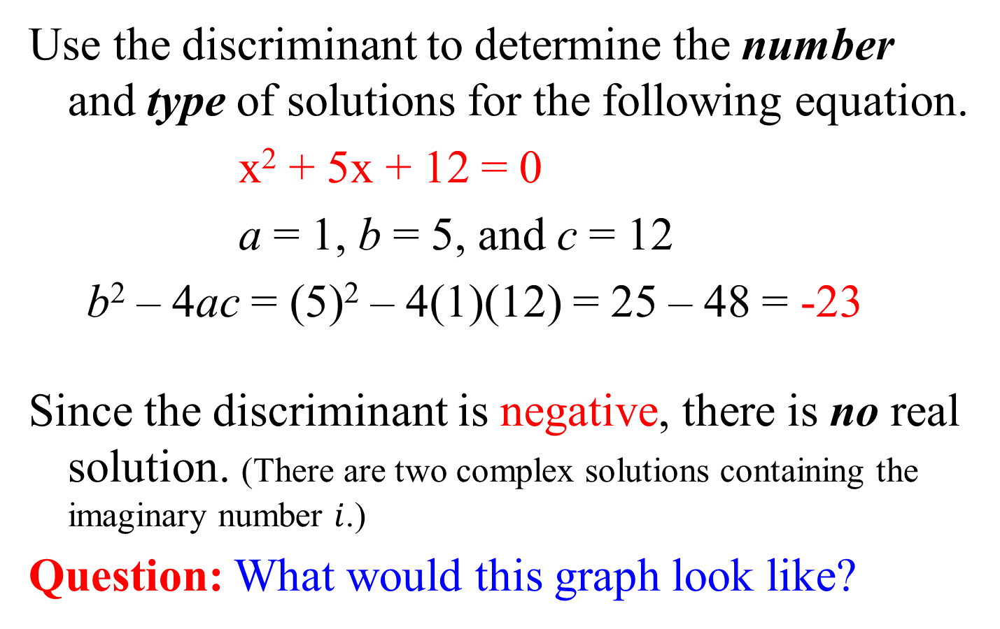 Use the discriminant to determine the number
and type of solutions for the following equation.
x² + 5x + 12 = 0
a = 1, b = 5, and c = 12
b² – 4ac = (5)² – 4(1)(12) = 25 – 48 = -23
Since the discriminant is negative, there is no real
solution. (There are two complex solutions containing the
imaginary number i.)
Question: What would this graph look like?